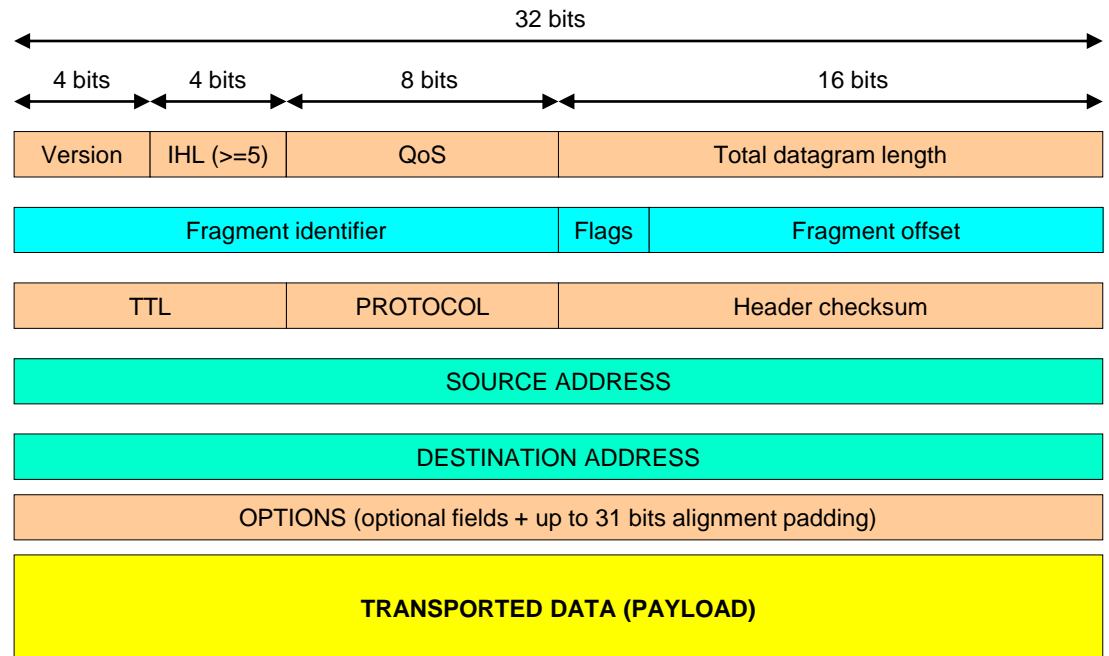 32 bits
4 bits 4 bits 8 bits 16 bits
Version IHL (>=5) QoS Total datagram length
Fragment identifier Flags Fragment offset
TTL PROTOCOL Header checksum
SOURCE ADDRESS
DESTINATION ADDRESS
OPTIONS (optional fields + up to 31 bits alignment padding)
TRANSPORTED DATA (PAYLOAD)